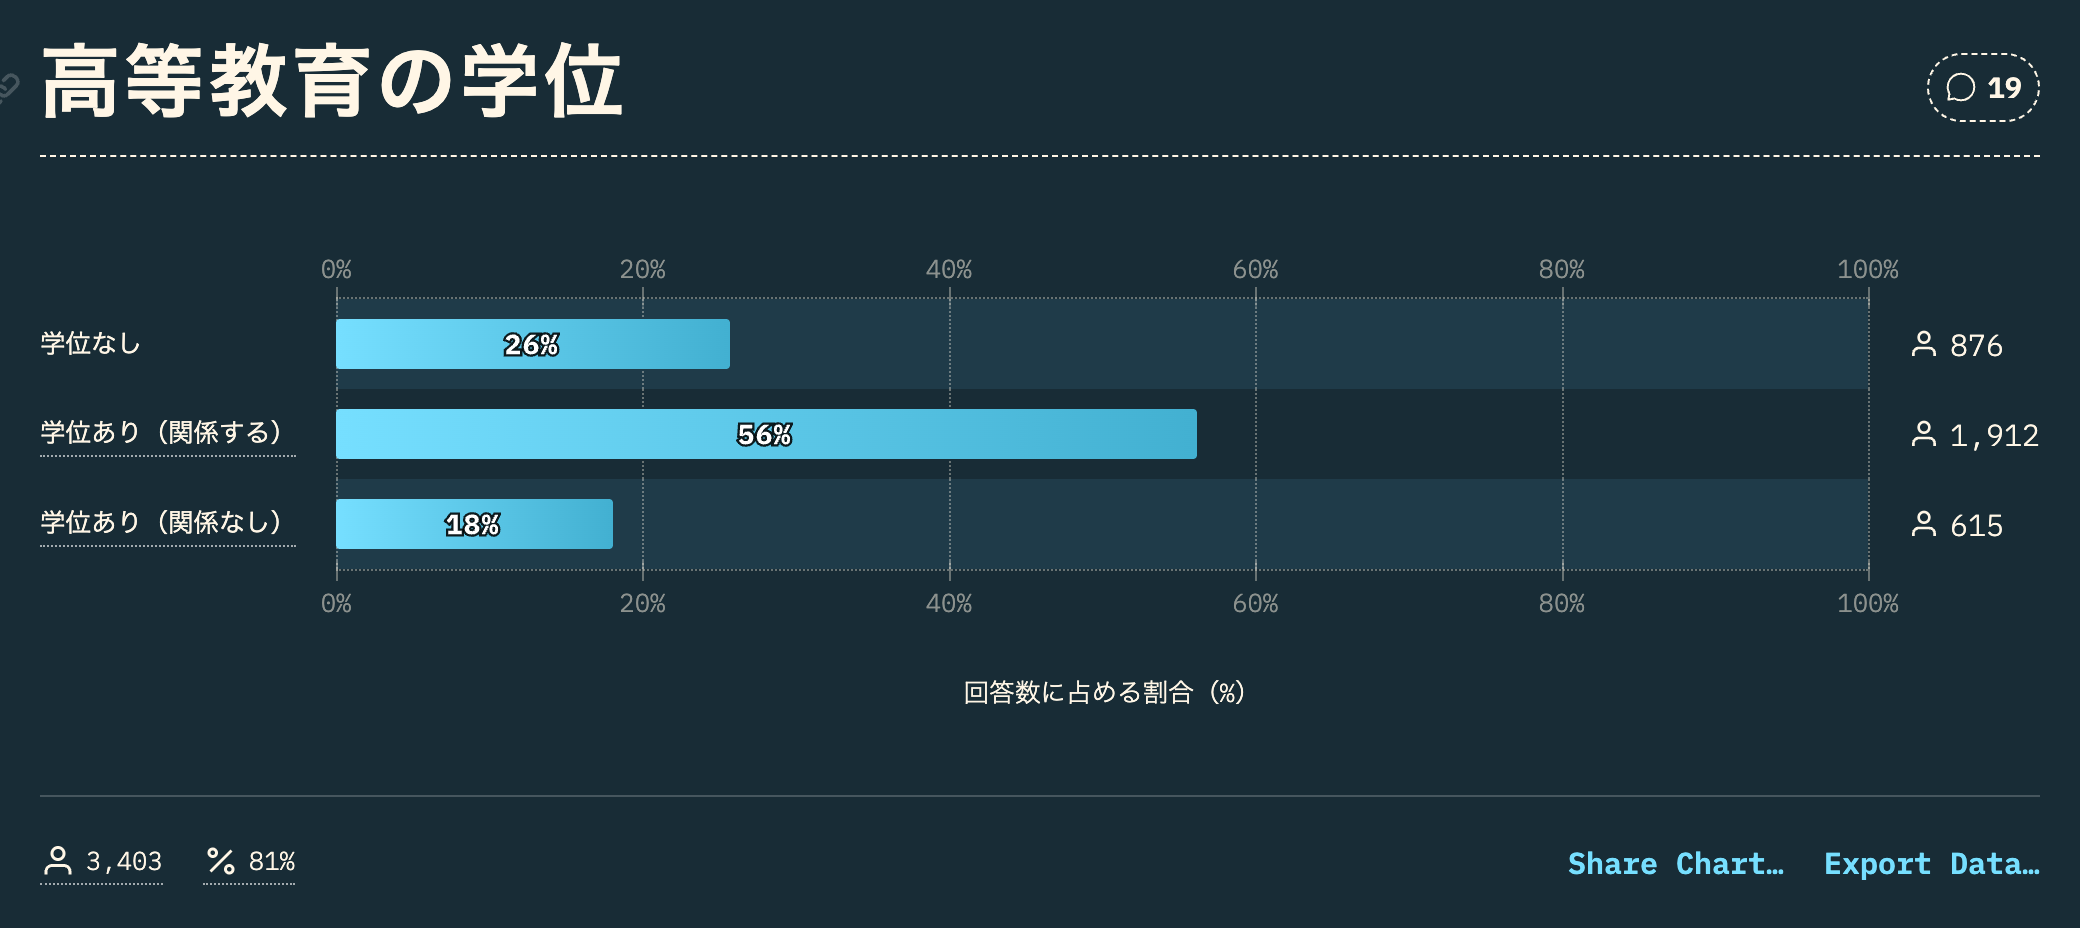 高等教育の学位
19
0% 20% 40% 60% 80% 100%
学位なし 26% 876
学位あり（関係する） 56% 1,912
学位あり（関係なし） 18% 615
0% 20% 40% 60% 80% 100%
回答数に占める割合（%）
3,403 81% Share Chart… Export Data…